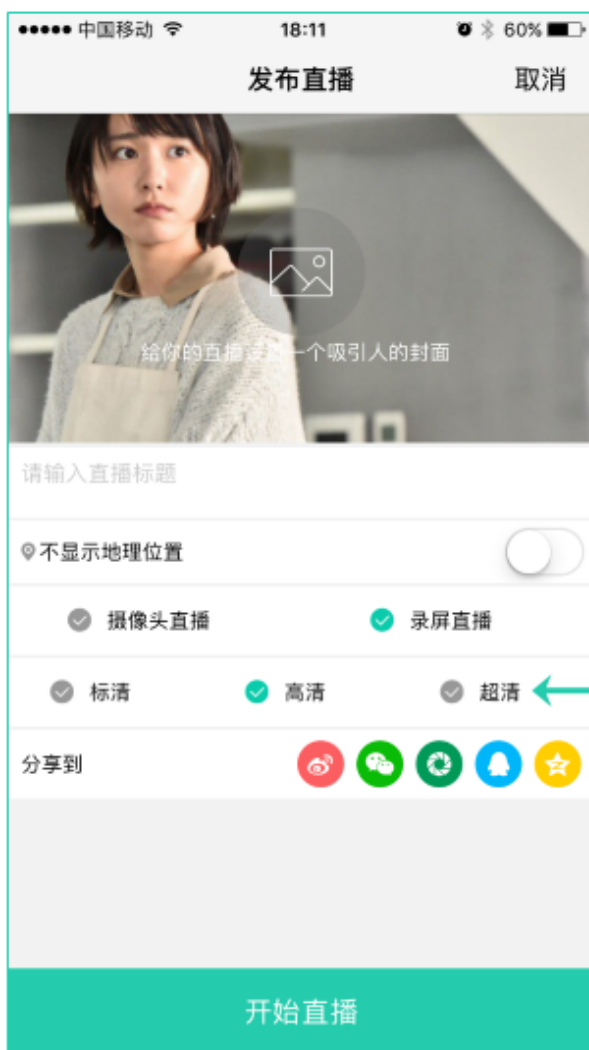 中国移动 18:11 60%
发布直播 取消
给你的直播设置一个吸引人的封面
请输入直播标题
不显示地理位置
摄像头直播 录屏直播
标清 高清 超清
分享到
开始直播